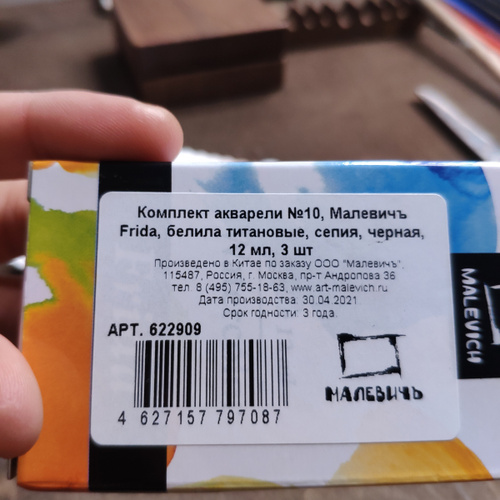 Комплект акварели №10, Малевичъ
Frida, белила титановые, сепия, черная,
12 мл, 3 шт
Произведено в Китае по заказу ООО "Малевичъ",
115487, Россия, г. Москва, пр-т Андропова 36
тел. 8 (495) 755-18-63, www.art-malevich.ru
Дата производства: 30.04.2021
Срок годности: 3 года.
АРТ. 622909
4 627157 797087
МАЛЕВИЧЪ
MALEVICH